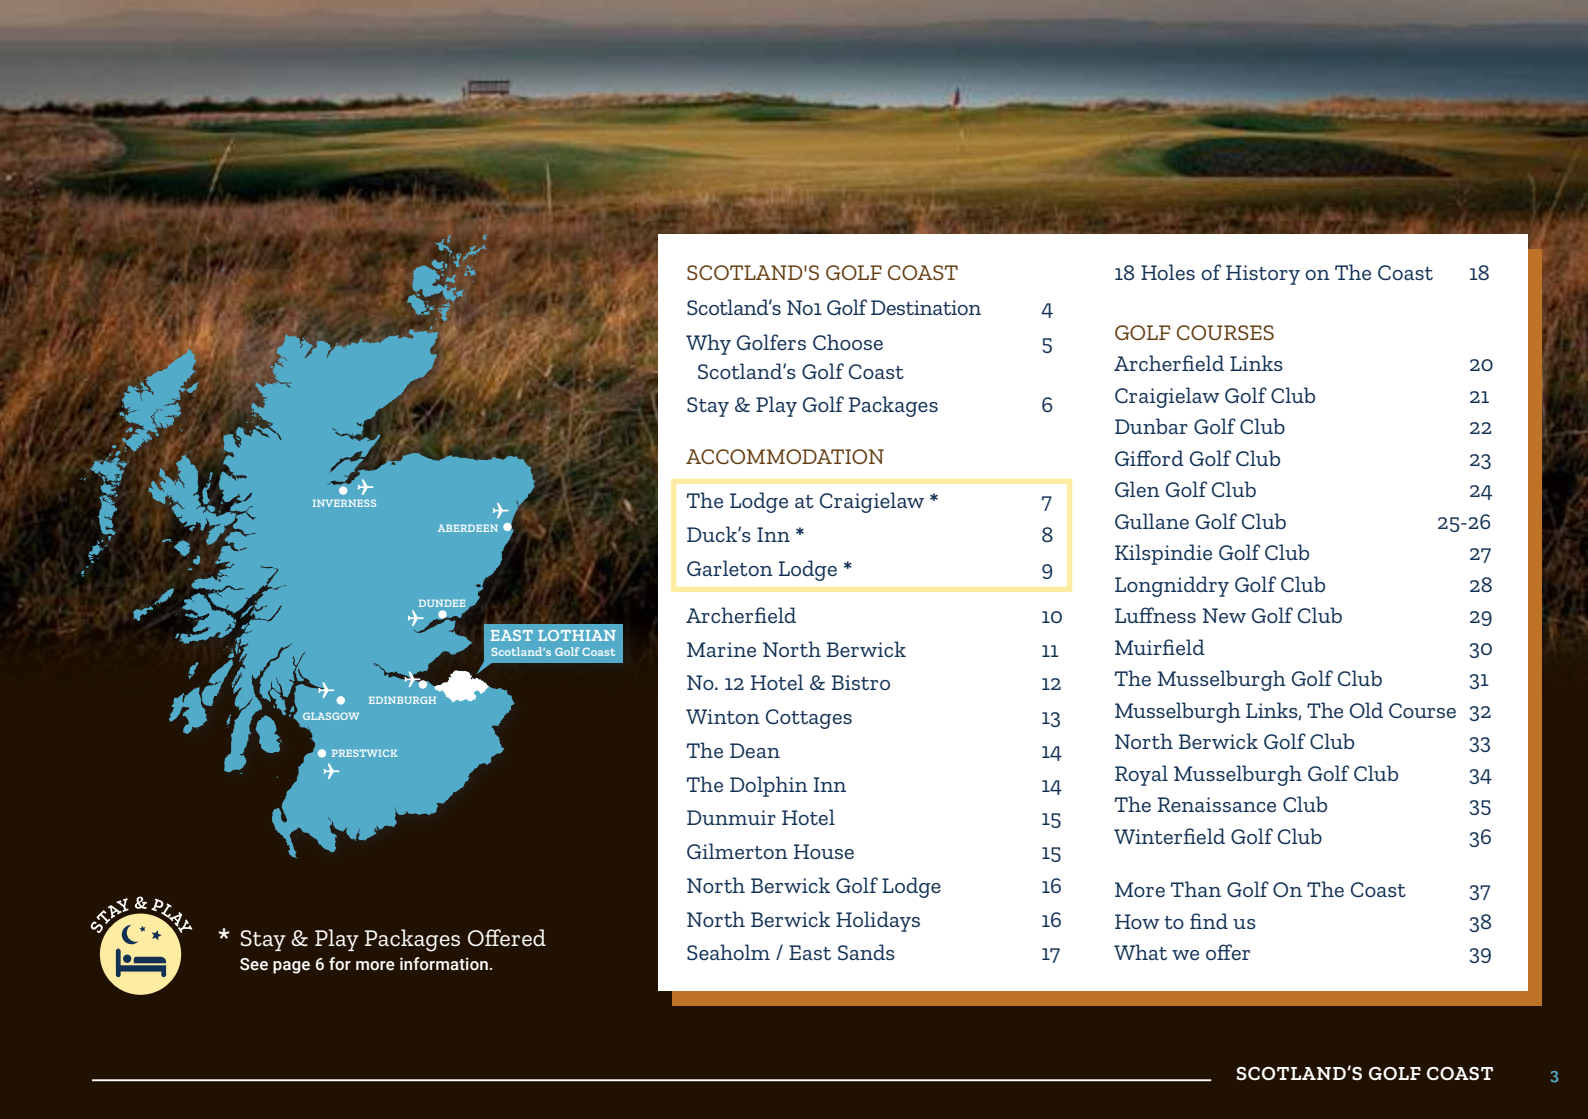 INVERNESS
ABERDEEN
DUNDEE
EAST LOTHIAN
Scotland's Golf Coast
EDINBURGH
GLASGOW
PRESTWICK
STAY & PLAY
* Stay & Play Packages Offered
See page 6 for more information.
SCOTLAND'S GOLF COAST
Scotland's No1 Golf Destination 4
Why Golfers Choose 5
Scotland's Golf Coast
Stay & Play Golf Packages 6
ACCOMMODATION
The Lodge at Craigielaw * 7
Duck's Inn * 8
Garleton Lodge * 9
Archerfield 10
Marine North Berwick 11
No. 12 Hotel & Bistro 12
Winton Cottages 13
The Dean 14
The Dolphin Inn 14
Dunmuir Hotel 15
Gilmerton House 15
North Berwick Golf Lodge 16
North Berwick Holidays 16
Seaholm / East Sands 17
18 Holes of History on The Coast 18
GOLF COURSES
Archerfield Links 20
Craigielaw Golf Club 21
Dunbar Golf Club 22
Gifford Golf Club 23
Glen Golf Club 24
Gullane Golf Club 25-26
Kilspindie Golf Club 27
Longniddry Golf Club 28
Luffness New Golf Club 29
Muirfield 30
The Musselburgh Golf Club 31
Musselburgh Links, The Old Course 32
North Berwick Golf Club 33
Royal Musselburgh Golf Club 34
The Renaissance Club 35
Winterfield Golf Club 36
More Than Golf On The Coast 37
How to find us 38
What we offer 39
SCOTLAND'S GOLF COAST 3